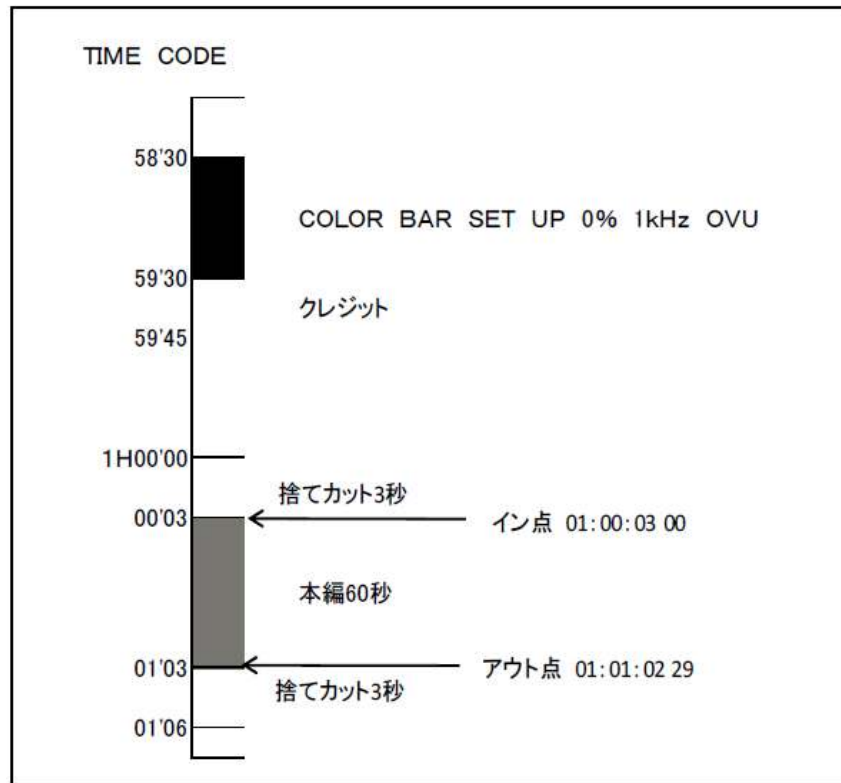 TIME CODE
58'30
COLOR BAR SET UP 0% 1kHz OVU
59'30
クレジット
59'45
1H00'00
捨てカット3秒
00'03
イン点 01:00:03 00
本編60秒
01'03
アウト点 01:01:02 29
捨てカット3秒
01'06